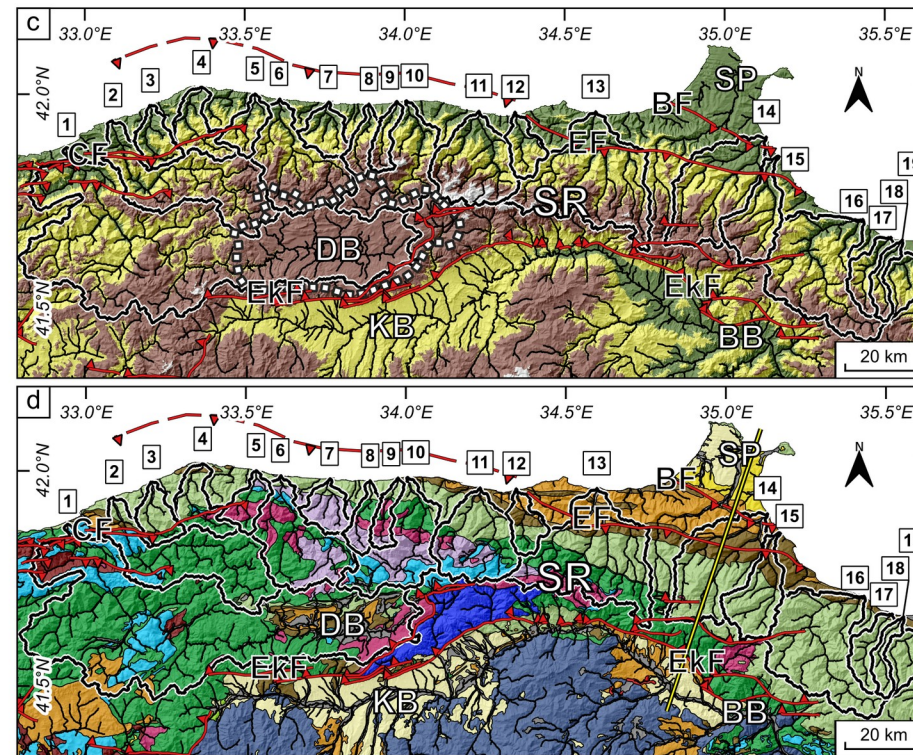 c
33.0°E 33.5°E 34.0°E 34.5°E 35.0°E 35.5°
42.0°N
41.5°N
1 2 3 4 5 6 7 8 9 10 11 12 13 14 15 16 17 18 19
N
SP
BF
EF
CF
SR
DB
EkF
EkF
KB
BB
20 km
d
33.0°E 33.5°E 34.0°E 34.5°E 35.0°E 35.5°E
42.0°N
41.5°N
1 2 3 4 5 6 7 8 9 10 11 12 13 14 15 16 17 18 1
N
SP
BF
EF
CF
SR
DB
EkF
EkF
KB
BB
20 km